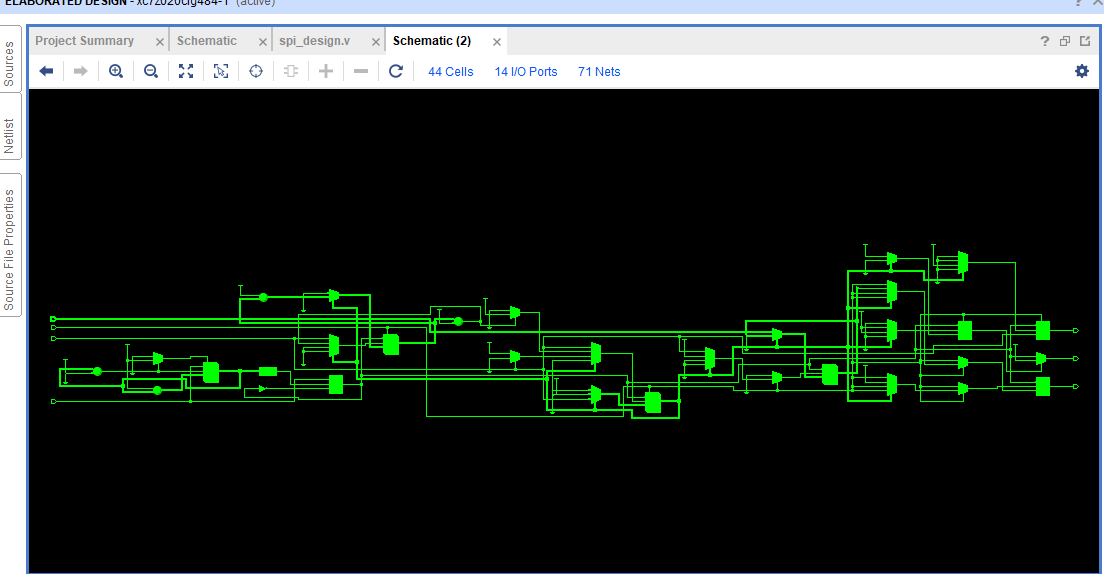 ELABORATED DESIGN - xc7z020clg484-1 (active)
Sources
Netlist
Source File Properties
Project Summary
Schematic
spi_design.v
Schematic (2)
44 Cells
14 I/O Ports
71 Nets